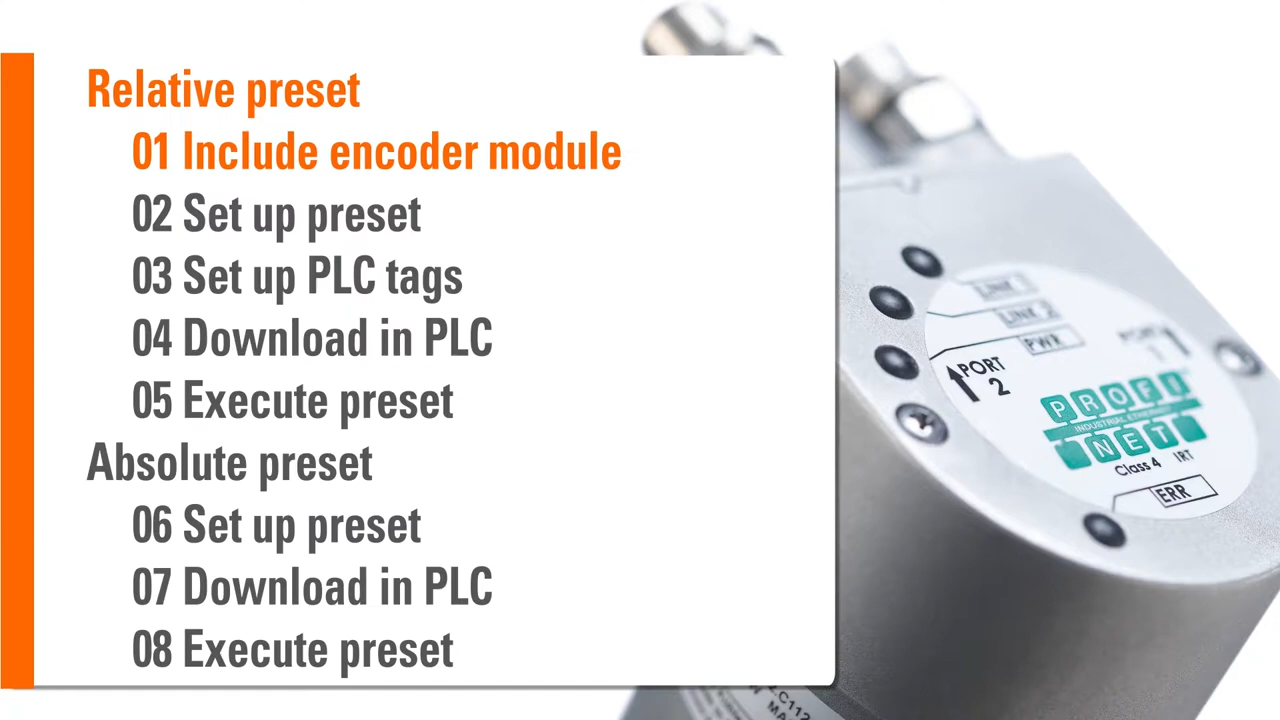 Relative preset
01 Include encoder module
02 Set up preset
03 Set up PLC tags
04 Download in PLC
05 Execute preset
Absolute preset
06 Set up preset
07 Download in PLC
08 Execute preset
LINK 1
LINK 2
PWR
PORT
2
PORT
1
PROFI
INDUSTRIAL ETHERNET
NET
Class 4 IRT
ERR